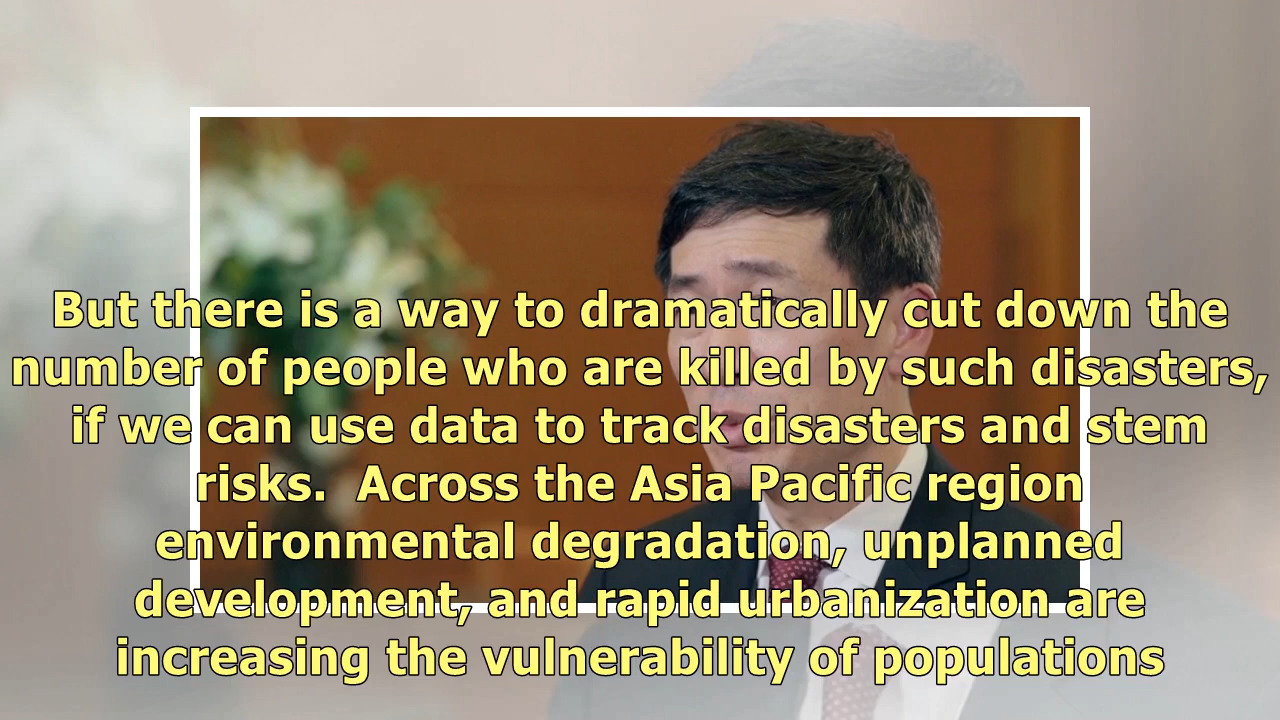 But there is a way to dramatically cut down the
number of people who are killed by such disasters,
if we can use data to track disasters and stem
risks.  Across the Asia Pacific region
environmental degradation, unplanned
development, and rapid urbanization are
increasing the vulnerability of populations